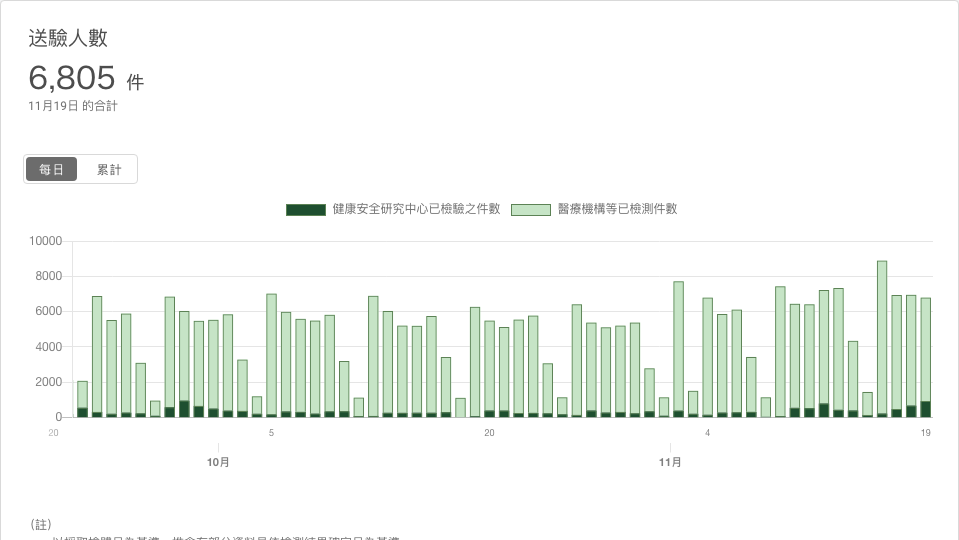 送驗人數
6,805 件
11月19日 的合計
每日 累計
健康安全研究中心已檢驗之件數 醫療機構等已檢測件數
10000
8000
6000
4000
2000
0
20 5 20 4 19
10月 11月
(註)